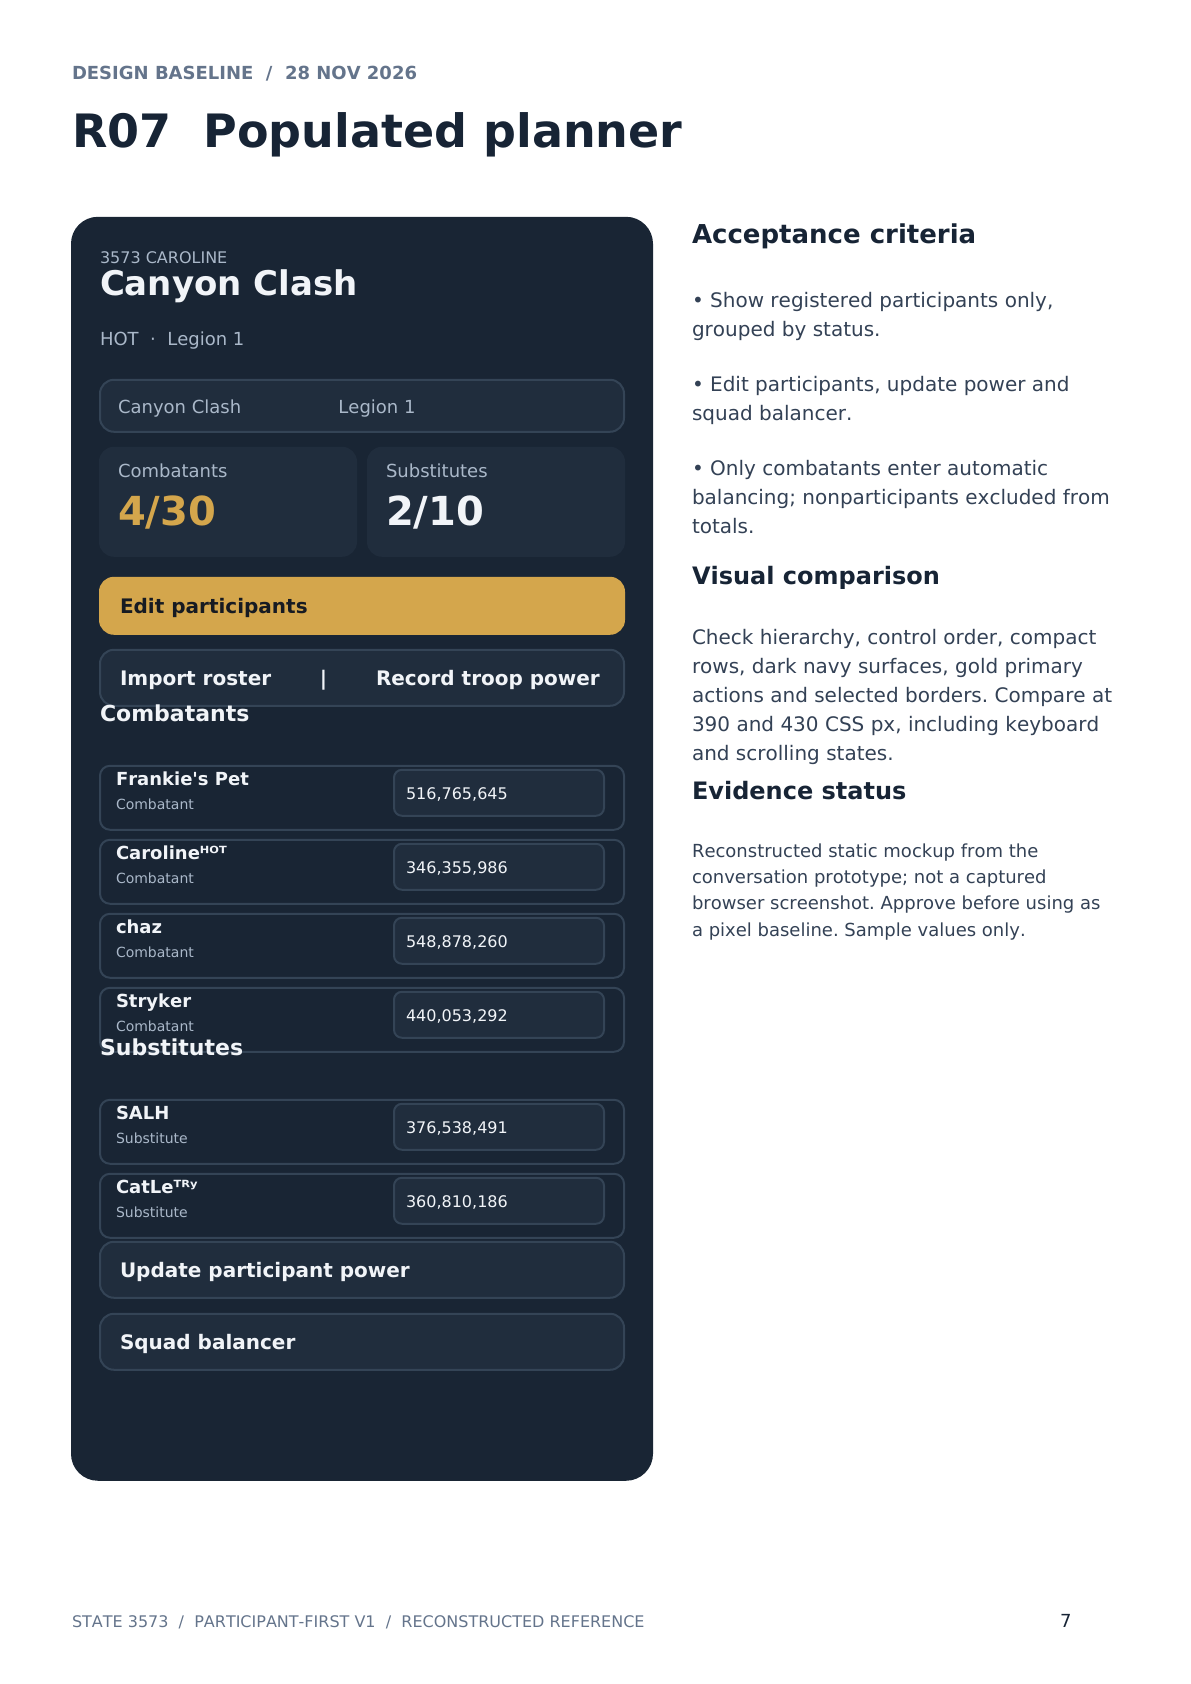 DESIGN BASELINE / 28 NOV 2026
R07 Populated planner
3573 CAROLINE
Canyon Clash
HOT · Legion 1
Canyon Clash Legion 1
Combatants Substitutes
4/30 2/10
Edit participants
Import roster | Record troop power
Combatants
Frankie's Pet
Combatant
516,765,645
Carolineᴴᴼᵀ
Combatant
346,355,986
chaz
Combatant
548,878,260
Stryker
Combatant
440,053,292
Substitutes
SALH
Substitute
376,538,491
CatLeᵀᴿʸ
Substitute
360,810,186
Update participant power
Squad balancer
Acceptance criteria
• Show registered participants only,
grouped by status.
• Edit participants, update power and
squad balancer.
• Only combatants enter automatic
balancing; nonparticipants excluded from
totals.
Visual comparison
Check hierarchy, control order, compact
rows, dark navy surfaces, gold primary
actions and selected borders. Compare at
390 and 430 CSS px, including keyboard
and scrolling states.
Evidence status
Reconstructed static mockup from the
conversation prototype; not a captured
browser screenshot. Approve before using as
a pixel baseline. Sample values only.
STATE 3573 / PARTICIPANT-FIRST V1 / RECONSTRUCTED REFERENCE 7